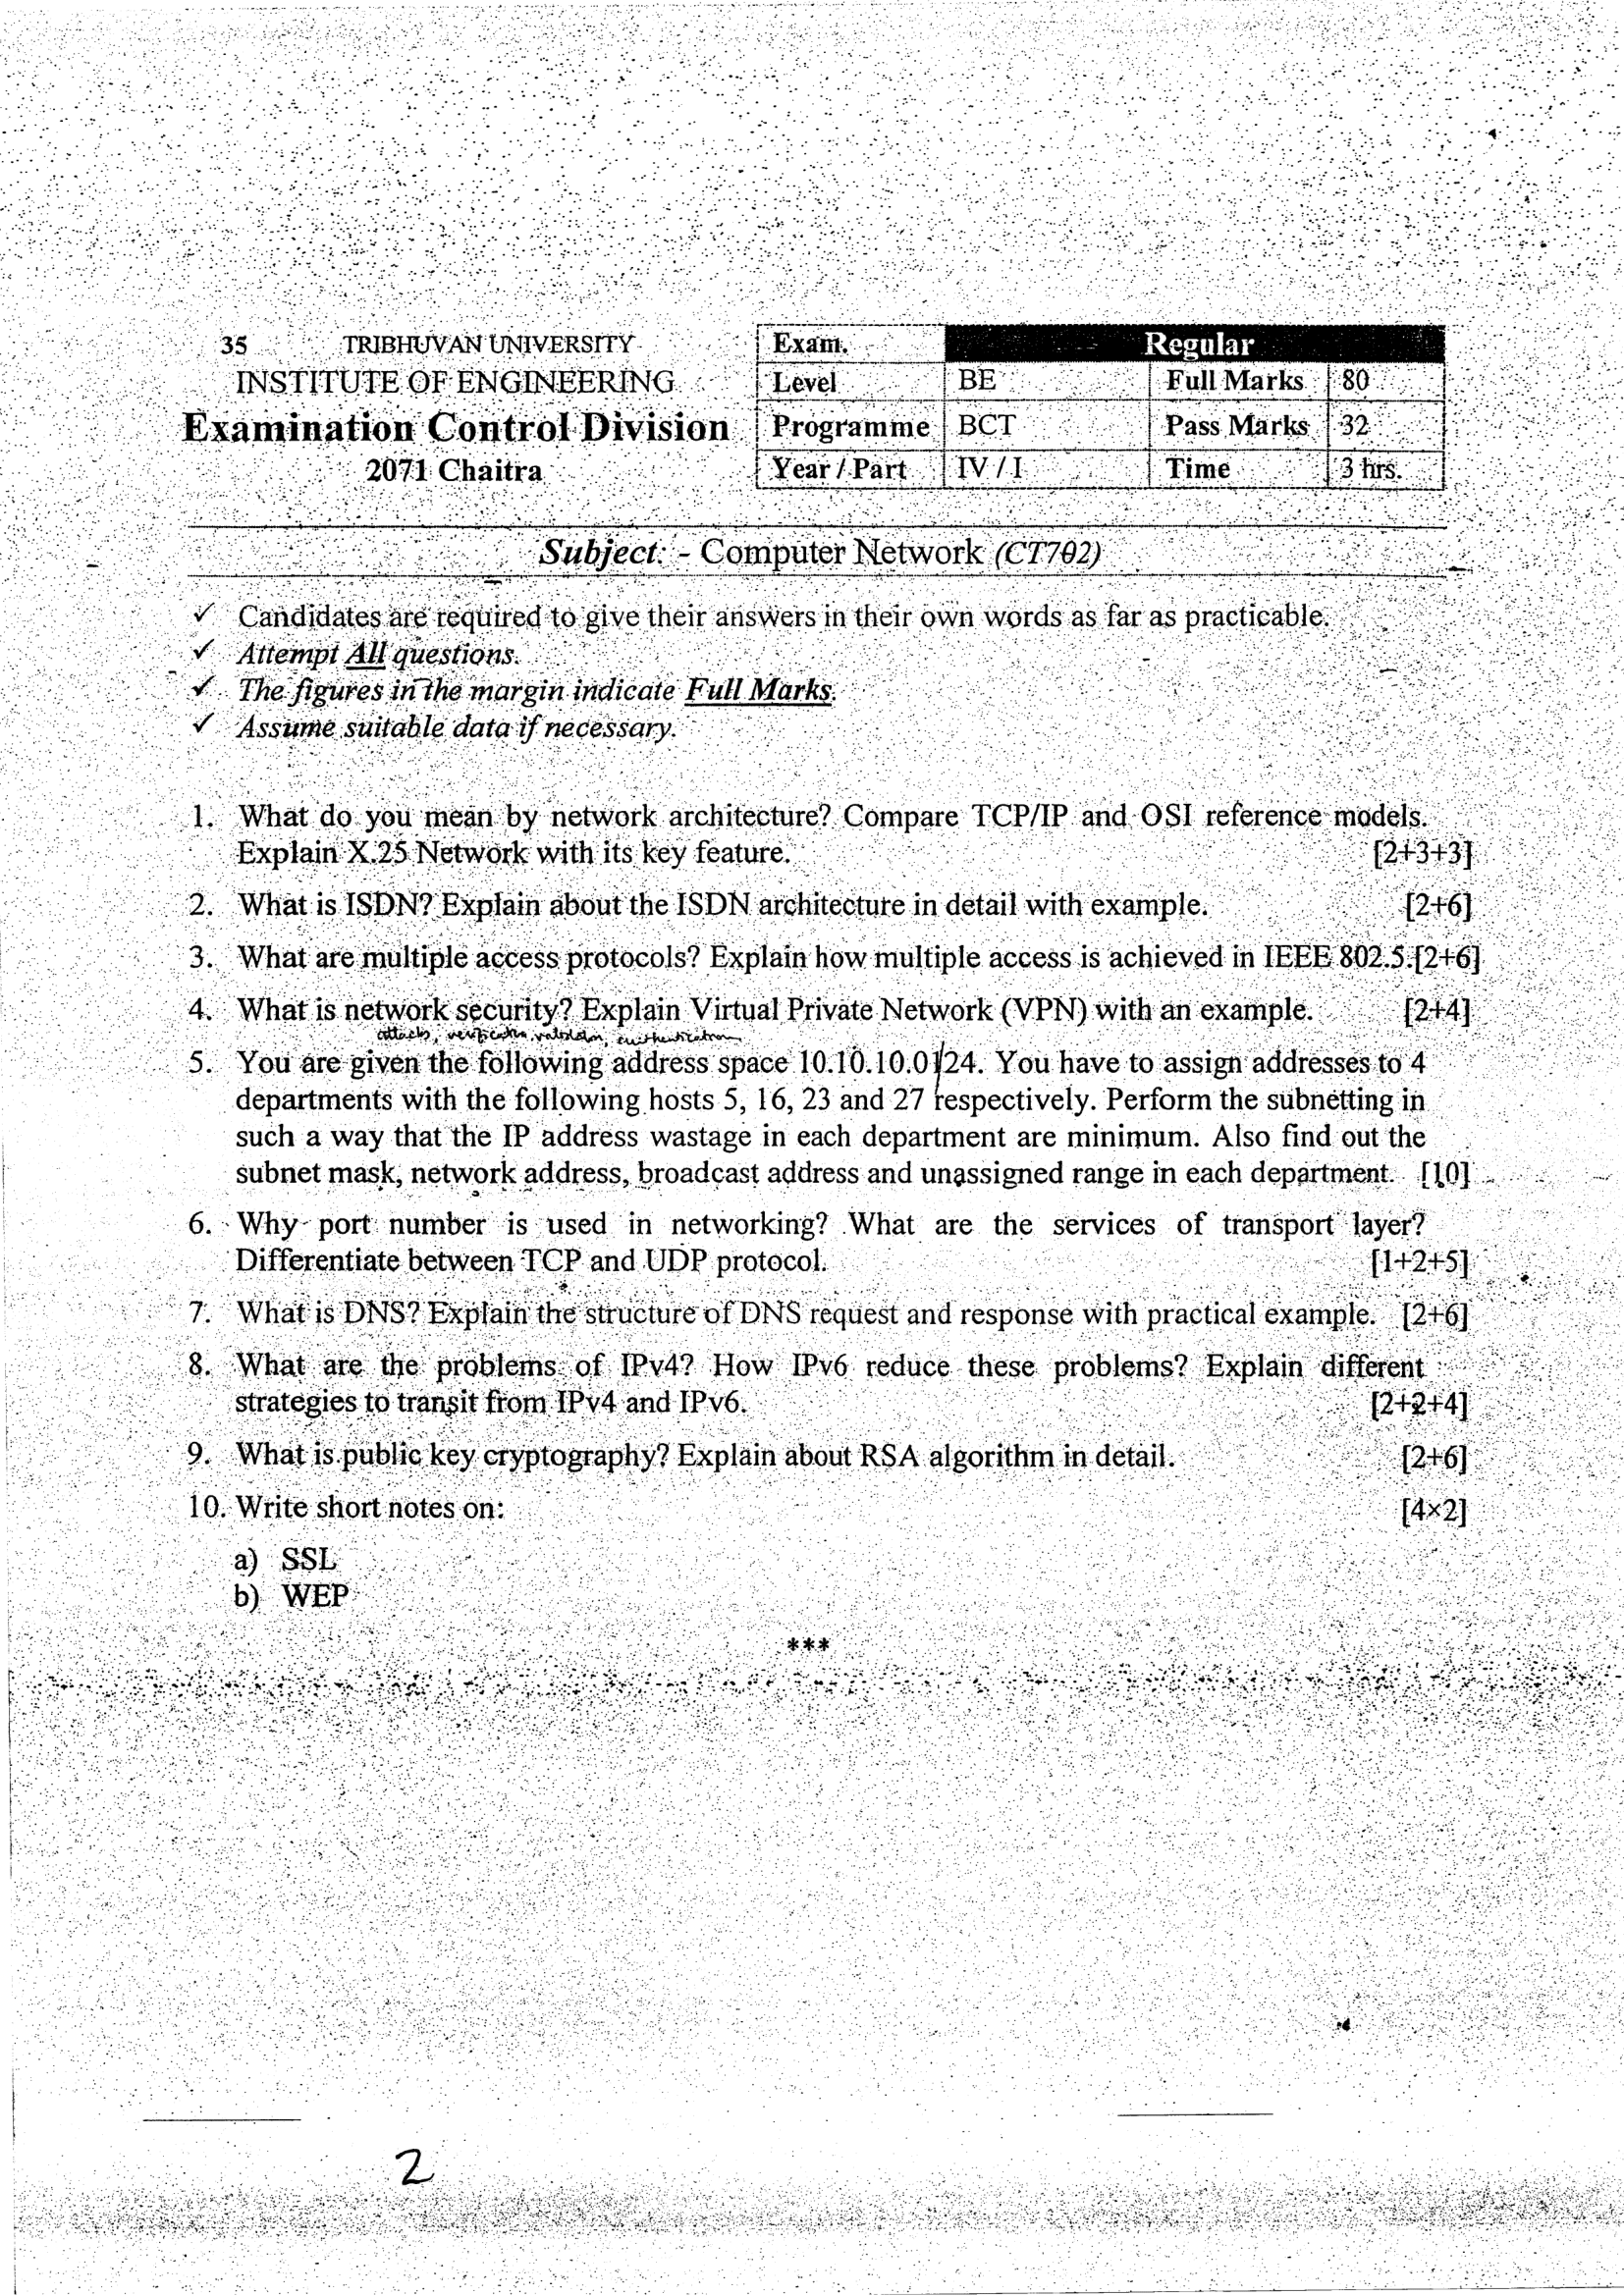 35 TRIBHUVAN UNIVERSITY
INSTITUTE OF ENGINEERING
Examination Control Division
2071 Chaitra
Exam. Regular
Level BE Full Marks 80
Programme BCT Pass Marks 32
Year / Part IV / I Time 3 hrs.
Subject: - Computer Network (CT702)
✓ Candidates are required to give their answers in their own words as far as practicable.
✓ Attempt All questions.
✓ The figures in the margin indicate Full Marks.
✓ Assume suitable data if necessary.
1. What do you mean by network architecture? Compare TCP/IP and OSI reference models.
Explain X.25 Network with its key feature. [2+3+3]
2. What is ISDN? Explain about the ISDN architecture in detail with example. [2+6]
3. What are multiple access protocols? Explain how multiple access is achieved in IEEE 802.5. [2+6]
4. What is network security? Explain Virtual Private Network (VPN) with an example. [2+4]
attacks, verification, validation, authentication
5. You are given the following address space 10.10.10.0/24. You have to assign addresses to 4
departments with the following hosts 5, 16, 23 and 27 respectively. Perform the subnetting in
such a way that the IP address wastage in each department are minimum. Also find out the
subnet mask, network address, broadcast address and unassigned range in each department. [10]
6. Why port number is used in networking? What are the services of transport layer?
Differentiate between TCP and UDP protocol. [1+2+5]
7. What is DNS? Explain the structure of DNS request and response with practical example. [2+6]
8. What are the problems of IPv4? How IPv6 reduce these problems? Explain different
strategies to transit from IPv4 and IPv6. [2+2+4]
9. What is public key cryptography? Explain about RSA algorithm in detail. [2+6]
10. Write short notes on: [4×2]
a) SSL
b) WEP
***
2